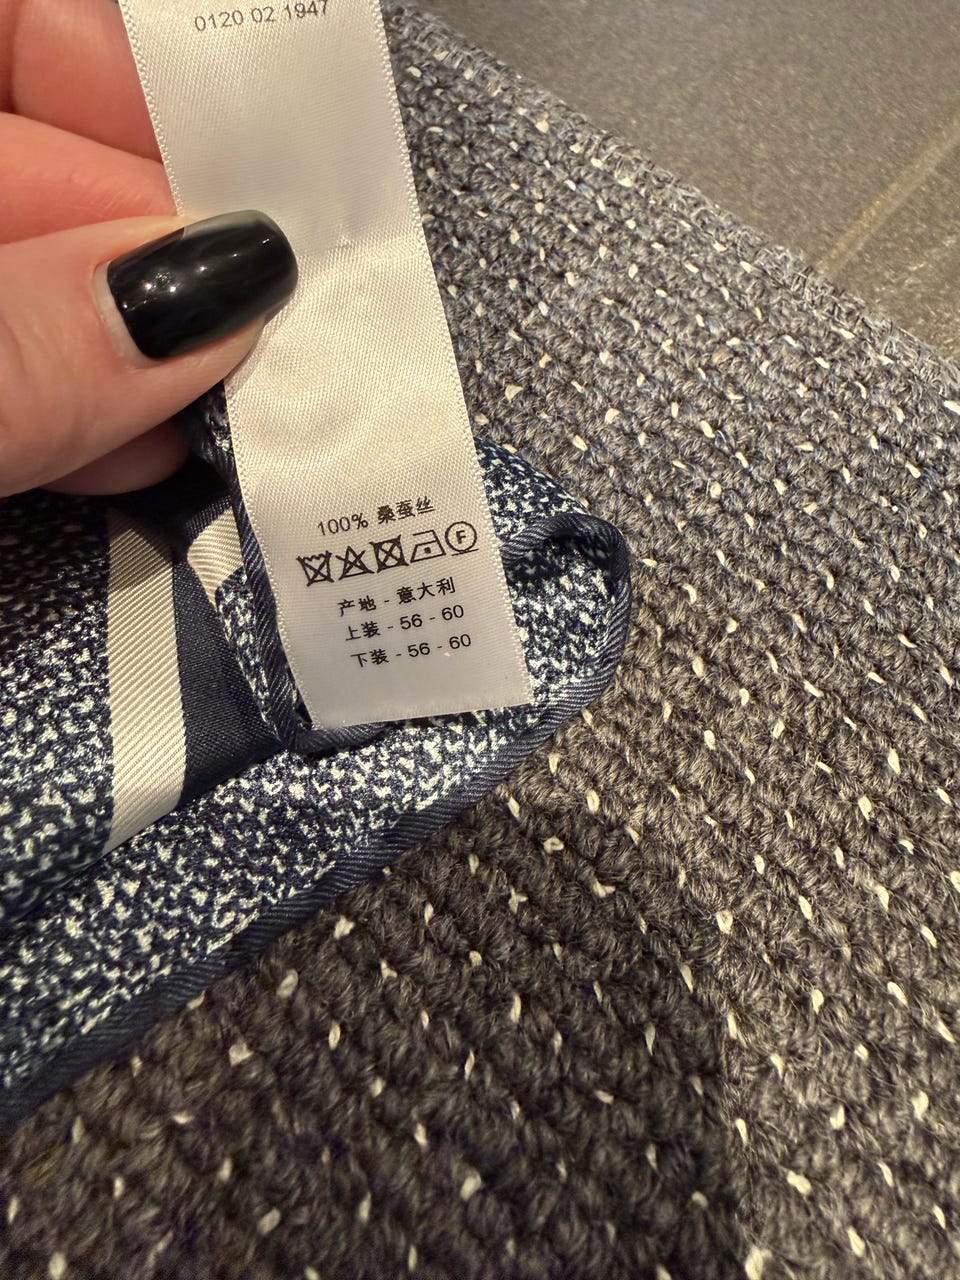 0120 02 1947
100% 桑蚕丝
F
产地 - 意大利
上装 - 56 - 60
下装 - 56 - 60